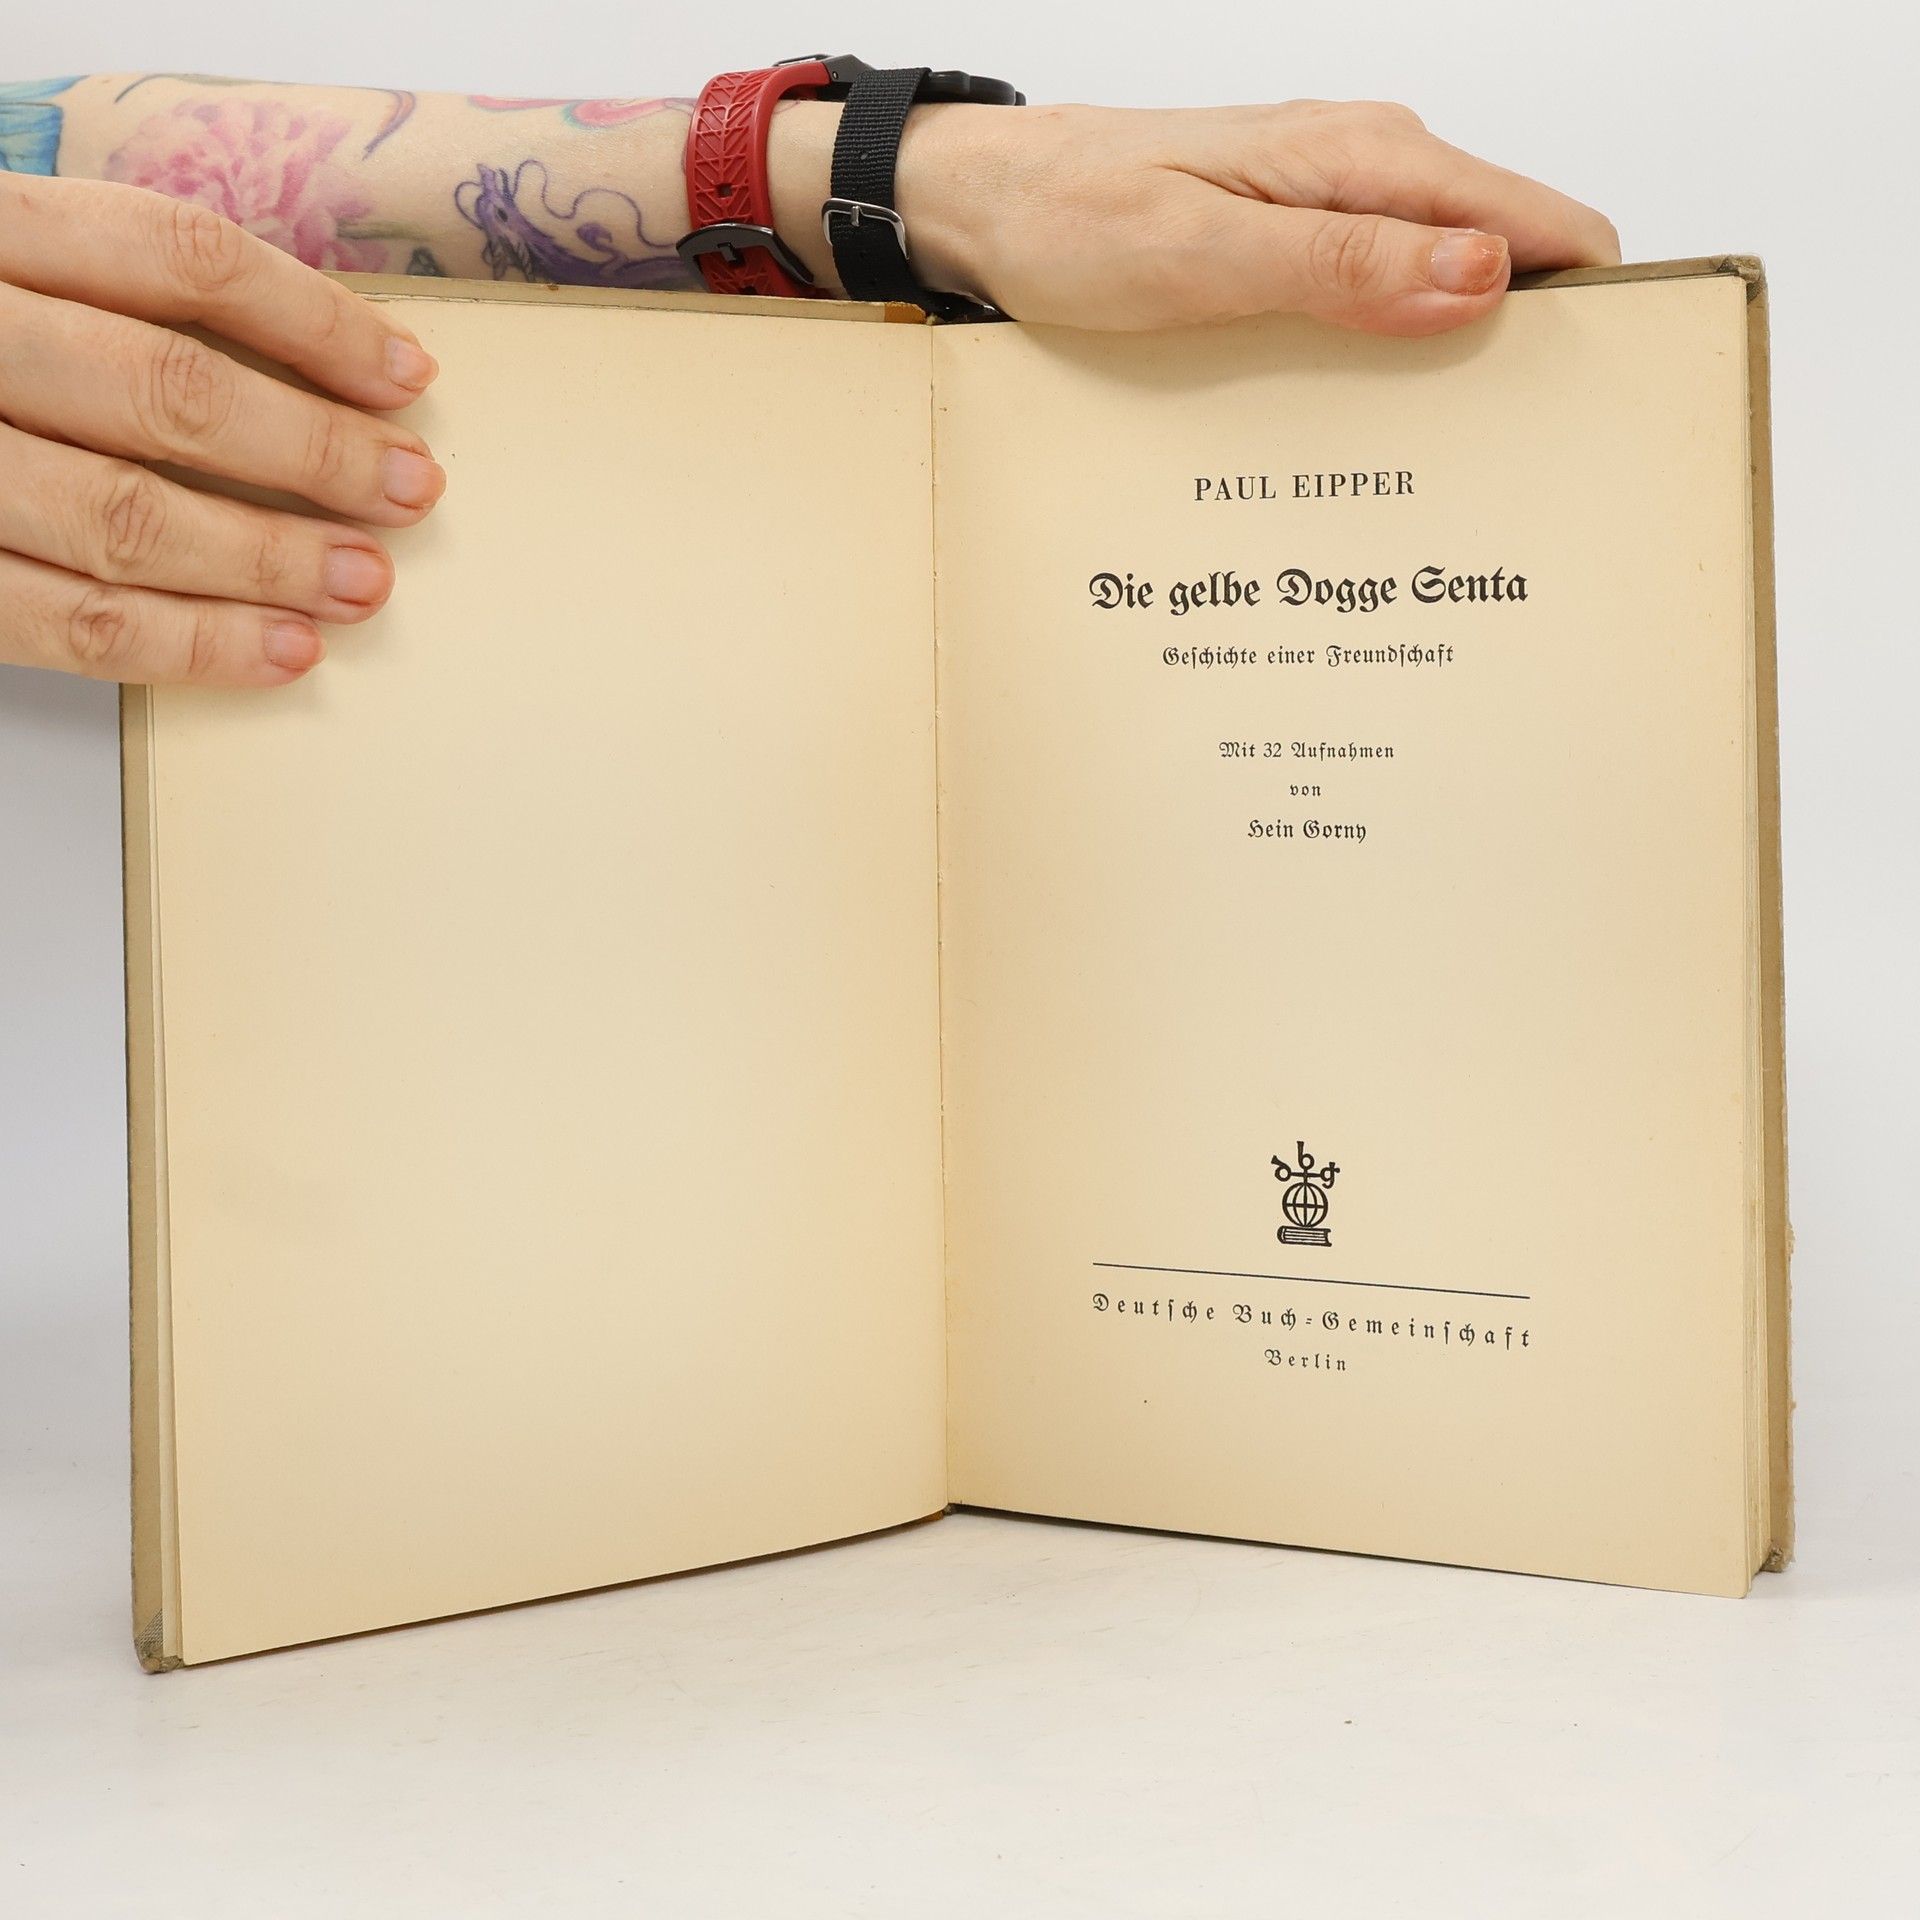 PAUL EIPPER
Die gelbe Dogge Senta
Geſchichte einer Freundſchaft
Mit 32 Aufnahmen
von
Hein Gorny
dbg
Deutſche Buch-Gemeinſchaft
Berlin